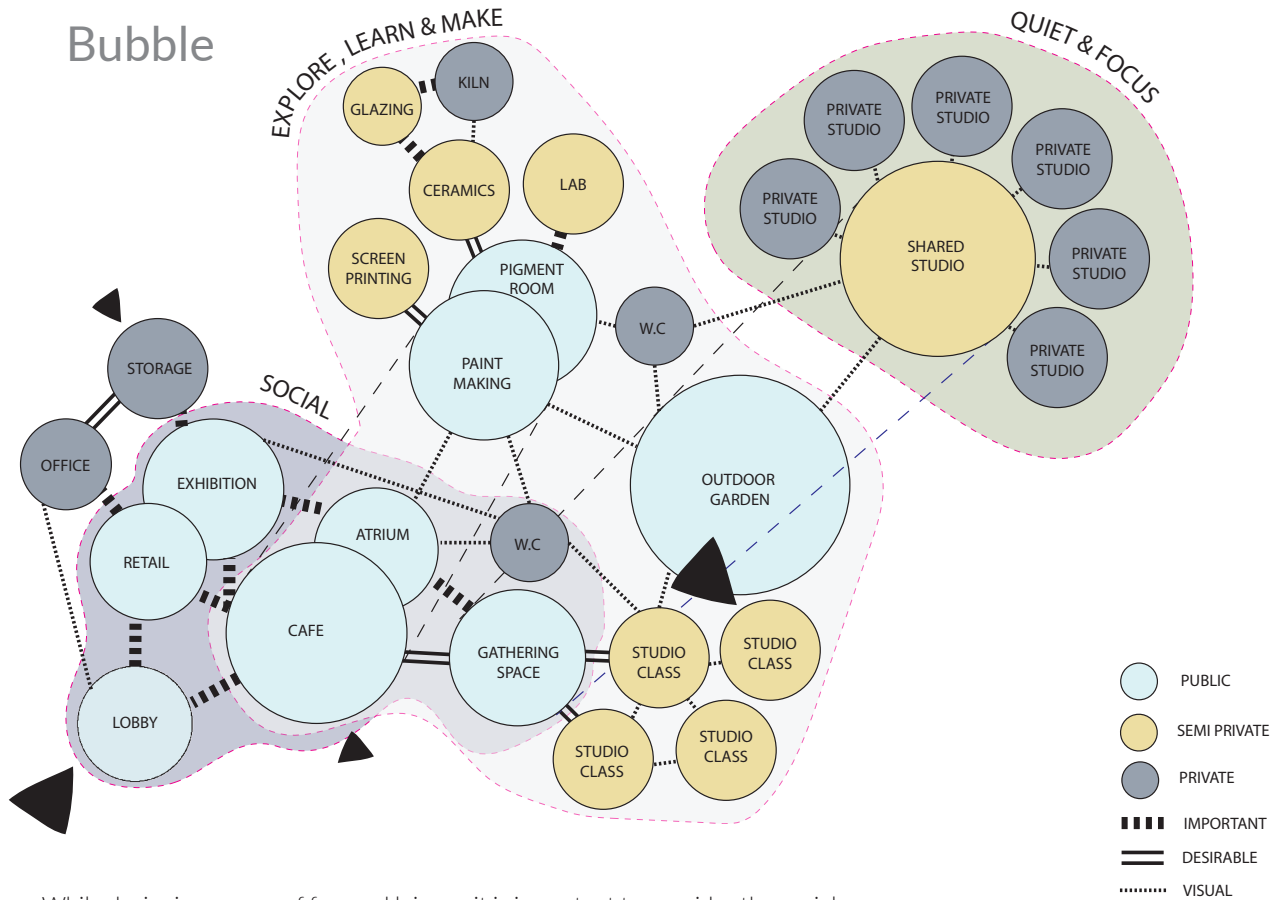 Bubble
EXPLORE , LEARN & MAKE
QUIET & FOCUS
SOCIAL
GLAZING
KILN
CERAMICS
LAB
SCREEN
PRINTING
PIGMENT
ROOM
PAINT
MAKING
W.C
PRIVATE
STUDIO
PRIVATE
STUDIO
PRIVATE
STUDIO
PRIVATE
STUDIO
PRIVATE
STUDIO
PRIVATE
STUDIO
SHARED
STUDIO
STORAGE
OFFICE
EXHIBITION
RETAIL
ATRIUM
W.C
CAFE
LOBBY
GATHERING
SPACE
OUTDOOR
GARDEN
STUDIO
CLASS
STUDIO
CLASS
STUDIO
CLASS
STUDIO
CLASS
PUBLIC
SEMI PRIVATE
PRIVATE
IMPORTANT
DESIRABLE
VISUAL